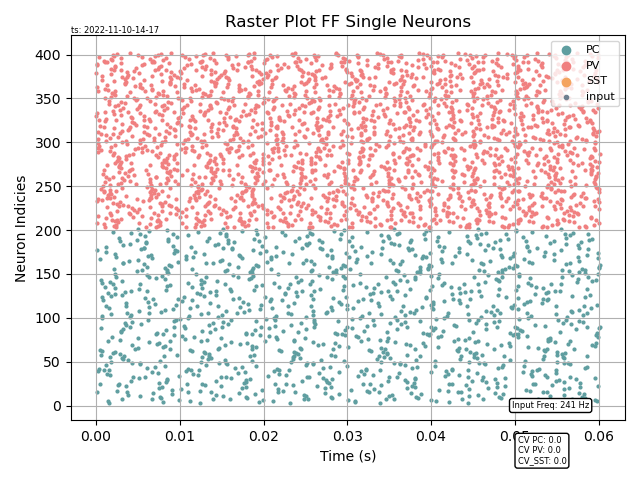 Raster Plot FF Single Neurons
ts: 2022-11-10-14-17
PC
PV
SST
input
400
350
300
250
200
150
100
50
0
Neuron Indicies
Input Freq: 241 Hz
0.00 0.01 0.02 0.03 0.04 0.05 0.06
Time (s)
CV PC: 0.0
CV PV: 0.0
CV_SST: 0.0